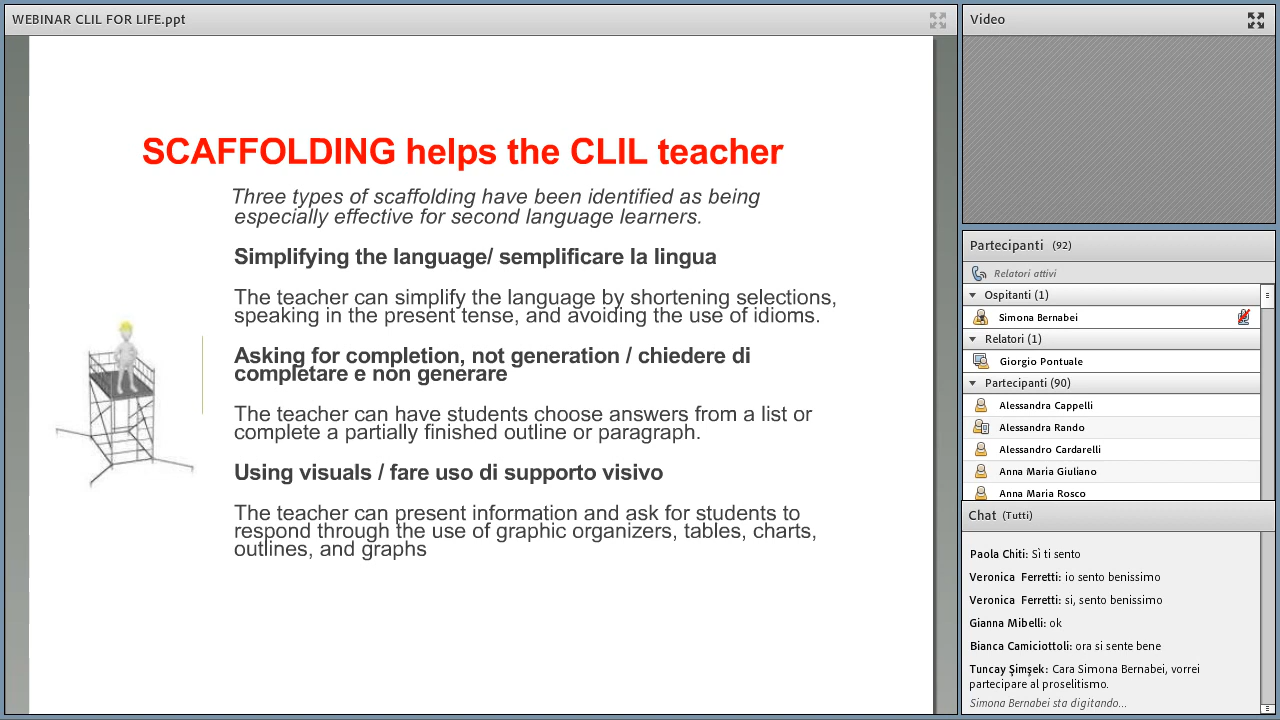 WEBINAR CLIL FOR LIFE.ppt
SCAFFOLDING helps the CLIL teacher
Three types of scaffolding have been identified as being
especially effective for second language learners.
Simplifying the language/ semplificare la lingua
The teacher can simplify the language by shortening selections,
speaking in the present tense, and avoiding the use of idioms.
Asking for completion, not generation / chiedere di
completare e non generare
The teacher can have students choose answers from a list or
complete a partially finished outline or paragraph.
Using visuals / fare uso di supporto visivo
The teacher can present information and ask for students to
respond through the use of graphic organizers, tables, charts,
outlines, and graphs
Video
Partecipanti (92)
Relatori attivi
Ospitanti (1)
Simona Bernabei
Relatori (1)
Giorgio Pontuale
Partecipanti (90)
Alessandra Cappelli
Alessandra Rando
Alessandro Cardarelli
Anna Maria Giuliano
Anna Maria Rosco
Chat (Tutti)
Paola Chiti: Sì ti sento
Veronica Ferretti: io sento benissimo
Veronica Ferretti: si, sento benissimo
Gianna Mibelli: ok
Bianca Camiciottoli: ora si sente bene
Tuncay Şimşek: Cara Simona Bernabei, vorrei
partecipare al proselitismo.
Simona Bernabei sta digitando...